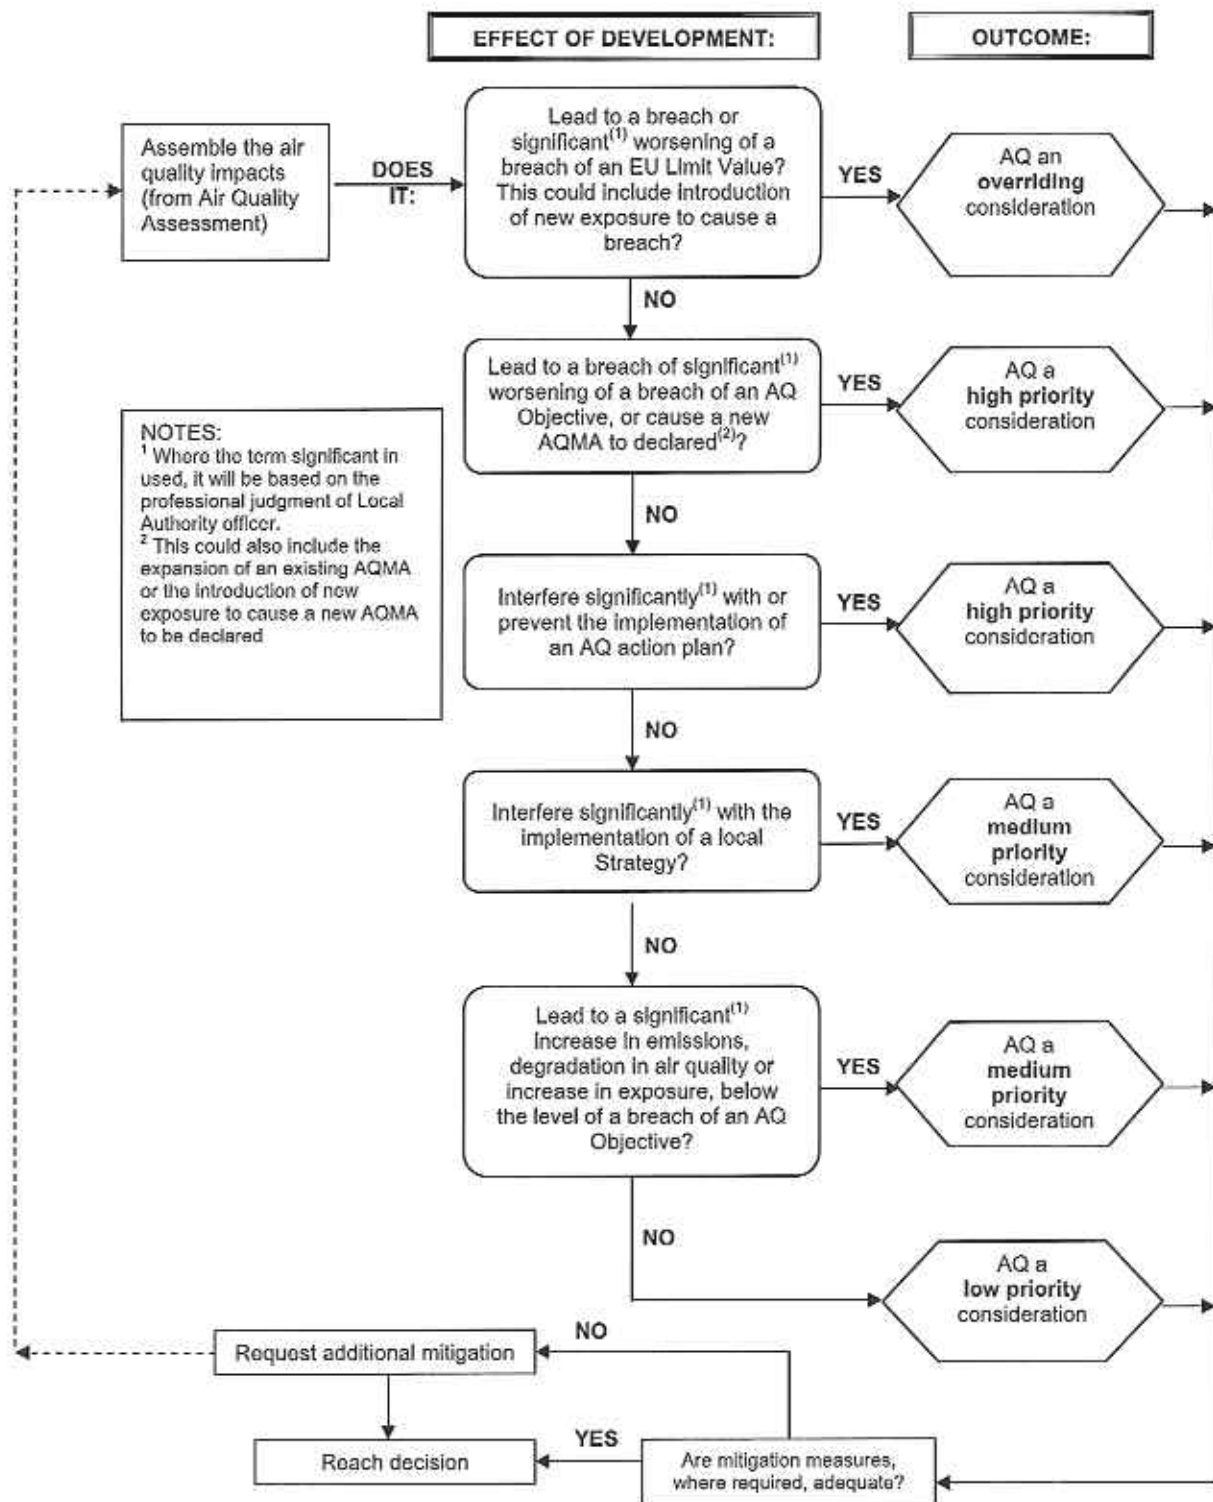 EFFECT OF DEVELOPMENT:
OUTCOME:
Assemble the air
quality impacts
(from Air Quality
Assessment)
DOES
IT:
Lead to a breach or
significant(1) worsening of a
breach of an EU Limit Value?
This could include introduction
of new exposure to cause a
breach?
YES
AQ an
overriding
consideration
NO
Lead to a breach of significant(1)
worsening of a breach of an AQ
Objective, or cause a new
AQMA to declared(2)?
YES
AQ a
high priority
consideration
NOTES:
1 Where the term significant in
used, it will be based on the
professional judgment of Local
Authority officer.
2 This could also include the
expansion of an existing AQMA
or the introduction of new
exposure to cause a new AQMA
to be declared
NO
Interfere significantly(1) with or
prevent the implementation of
an AQ action plan?
YES
AQ a
high priority
consideration
NO
Interfere significantly(1) with the
implementation of a local
Strategy?
YES
AQ a
medium
priority
consideration
NO
Lead to a significant(1)
Increase in emissions,
degradation in air quality or
increase in exposure, below
the level of a breach of an AQ
Objective?
YES
AQ a
medium
priority
consideration
NO
AQ a
low priority
consideration
Request additional mitigation
NO
Reach decision
YES
Are mitigation measures,
where required, adequate?